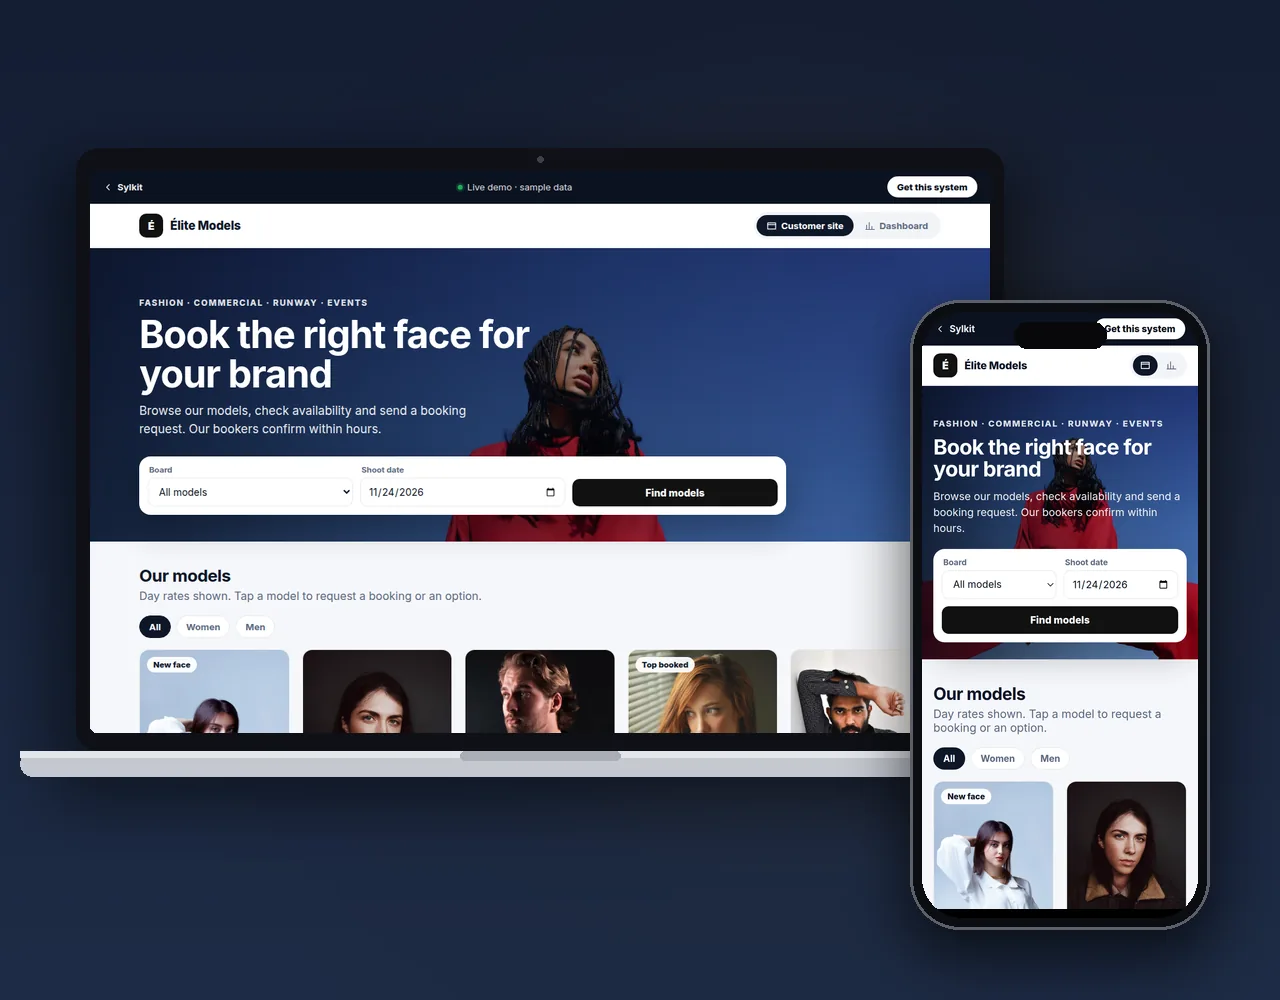 Sylkit
Live demo · sample data
Get this system
É
Élite Models
Customer site
Dashboard
FASHION · COMMERCIAL · RUNWAY · EVENTS
Book the right face for
your brand
Browse our models, check availability and send a booking
request. Our bookers confirm within hours.
Board
Shoot date
All models
11/24/2026
Find models
Our models
Day rates shown. Tap a model to request a booking or an option.
All
Women
Men
New face
Top booked
Sylkit
Get this system
É
Élite Models
FASHION · COMMERCIAL · RUNWAY · EVENTS
Book the right face for
your brand
Browse our models, check availability and send a
booking request. Our bookers confirm within
hours.
Board
Shoot date
All models
11/24/2026
Find models
Our models
Day rates shown. Tap a model to request a
booking or an option.
All
Women
Men
New face